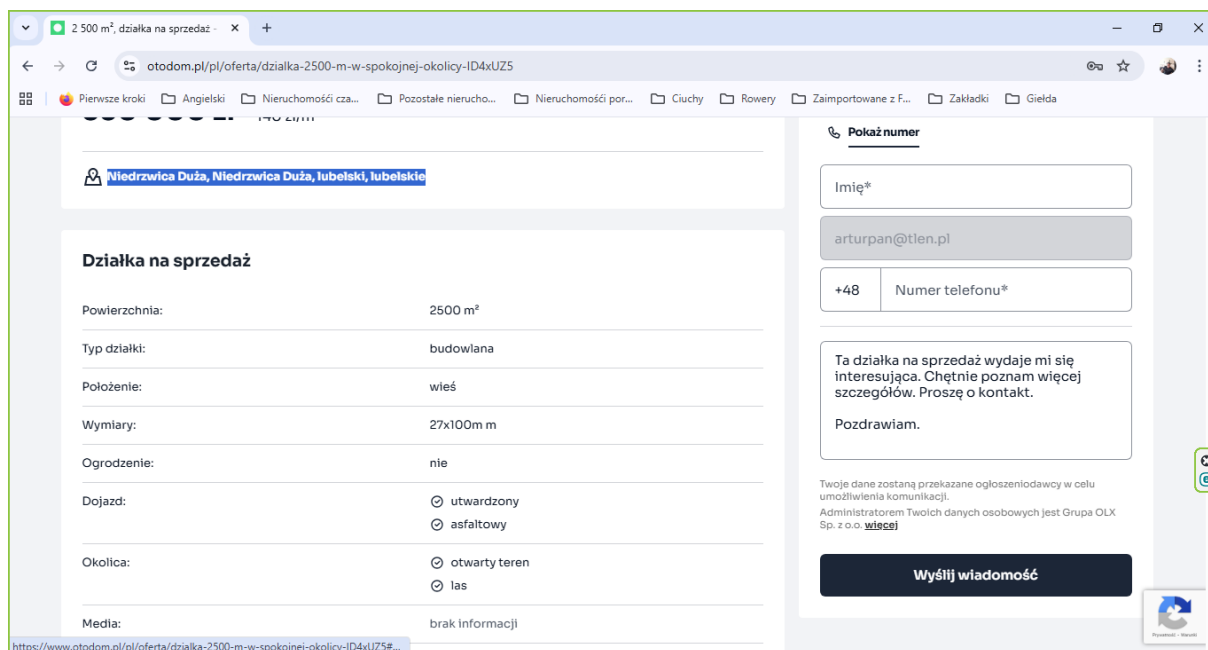 2 500 m², działka na sprzedaż -
otodom.pl/pl/oferta/dzialka-2500-m-w-spokojnej-okolicy-ID4xUZ5
Pierwsze kroki Angielski Nieruchomośći cza... Pozostałe nierucho... Nieruchomośći por... Ciuchy Rowery Zaimportowane z F... Zakładki Giełda
Niedrzwica Duża, Niedrzwica Duża, lubelski, lubelskie
Działka na sprzedaż
Powierzchnia: 2500 m²
Typ działki: budowlana
Położenie: wieś
Wymiary: 27x100m m
Ogrodzenie: nie
Dojazd: utwardzony
asfaltowy
Okolica: otwarty teren
las
Media: brak informacji
https://www.otodom.pl/pl/oferta/dzialka-2500-m-w-spokojnej-okolicy-ID4xUZ5#...
Pokaż numer
Imię*
arturpan@tlen.pl
+48 Numer telefonu*
Ta działka na sprzedaż wydaje mi się
interesująca. Chętnie poznam więcej
szczegółów. Proszę o kontakt.
Pozdrawiam.
Twoje dane zostaną przekazane ogłoszeniodawcy w celu
umożliwienia komunikacji.
Administratorem Twoich danych osobowych jest Grupa OLX
Sp. z o.o. więcej
Wyślij wiadomość
Prywatność - Warunki